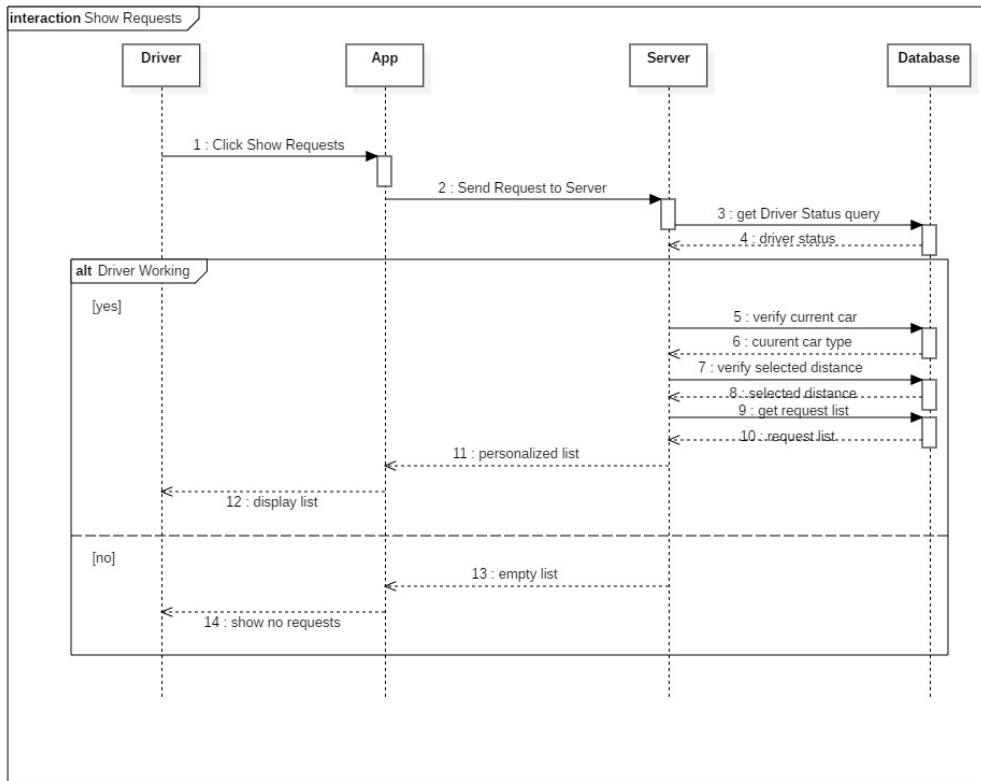 interaction Show Requests
Driver
App
Server
Database
1 : Click Show Requests
2 : Send Request to Server
3 : get Driver Status query
4 : driver status
alt Driver Working
[yes]
5 : verify current car
6 : cuurent car type
7 : verify selected distance
8 : selected distance
9 : get request list
10 : request list
11 : personalized list
12 : display list
[no]
13 : empty list
14 : show no requests